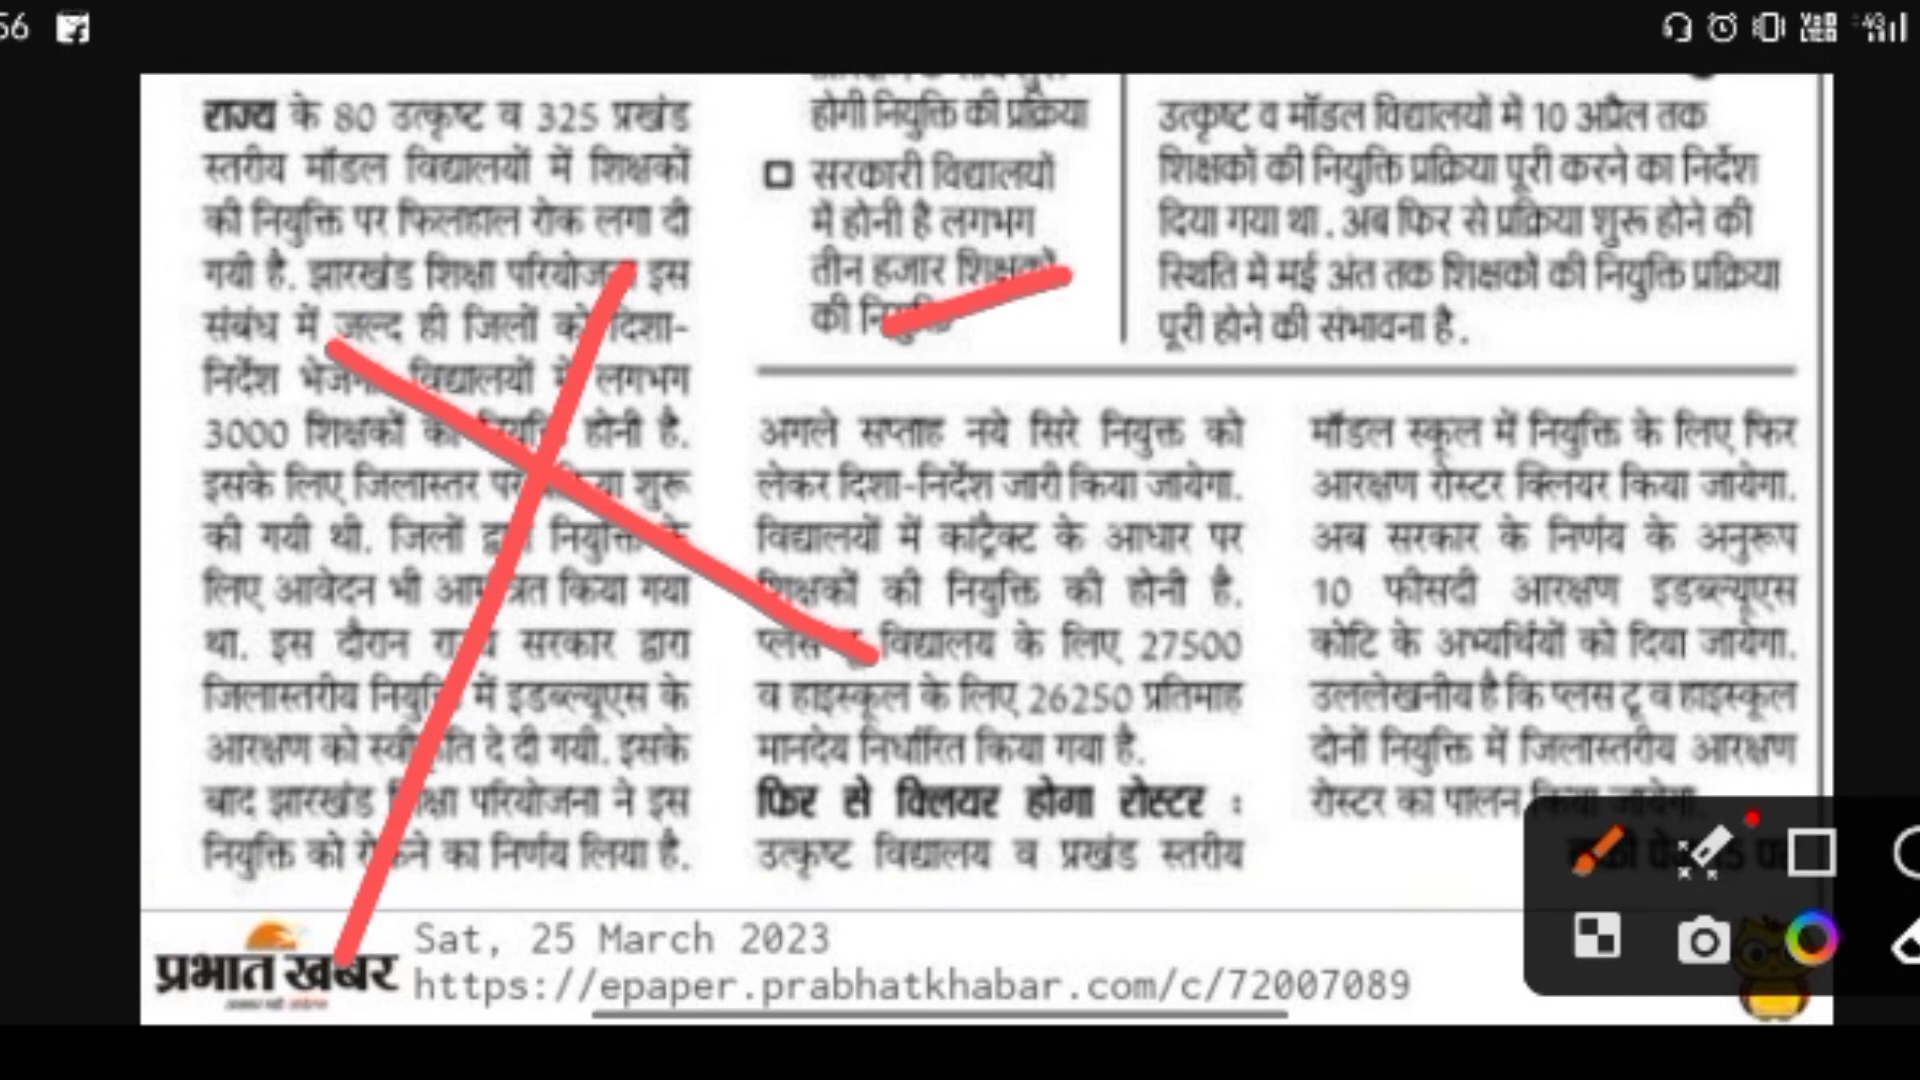 56
राज्य के 80 उत्कृष्ट व 325 प्रखंड
स्तरीय मॉडल विद्यालयों में शिक्षकों
की नियुक्ति पर फिलहाल रोक लगा दी
गयी है. झारखंड शिक्षा परियोजना इस
संबंध में जल्द ही जिलों को दिशा-
निर्देश भेजेगा. विद्यालयों में लगभग
3000 शिक्षकों की नियुक्ति होनी है.
इसके लिए जिलास्तर पर प्रक्रिया शुरू
की गयी थी. जिलों द्वारा नियुक्ति के
लिए आवेदन भी आमंत्रित किया गया
था. इस दौरान राज्य सरकार द्वारा
जिलास्तरीय नियुक्ति में इडब्ल्यूएस के
आरक्षण को स्वीकृति दे दी गयी. इसके
बाद झारखंड शिक्षा परियोजना ने इस
नियुक्ति को रोकने का निर्णय लिया है.
होगी नियुक्ति की प्रक्रिया
सरकारी विद्यालयों
में होनी है लगभग
तीन हजार शिक्षकों
की नियुक्ति
उत्कृष्ट व मॉडल विद्यालयों में 10 अप्रैल तक
शिक्षकों की नियुक्ति प्रक्रिया पूरी करने का निर्देश
दिया गया था. अब फिर से प्रक्रिया शुरू होने की
स्थिति में मई अंत तक शिक्षकों की नियुक्ति प्रक्रिया
पूरी होने की संभावना है.
अगले सप्ताह नये सिरे नियुक्त को
लेकर दिशा-निर्देश जारी किया जायेगा.
विद्यालयों में कांट्रैक्ट के आधार पर
शिक्षकों की नियुक्ति की होनी है.
प्लस टू विद्यालय के लिए 27500
व हाइस्कूल के लिए 26250 प्रतिमाह
मानदेय निर्धारित किया गया है.
फिर से क्लियर होगा रोस्टर :
उत्कृष्ट विद्यालय व प्रखंड स्तरीय
मॉडल स्कूल में नियुक्ति के लिए फिर
आरक्षण रोस्टर क्लियर किया जायेगा.
अब सरकार के निर्णय के अनुरूप
10 फीसदी आरक्षण इडब्ल्यूएस
कोटि के अभ्यर्थियों को दिया जायेगा.
उललेखनीय है कि प्लस टू व हाइस्कूल
दोनों नियुक्ति में जिलास्तरीय आरक्षण
रोस्टर का पालन किया जायेगा.
प्रभात खबर
Sat, 25 March 2023
https://epaper.prabhatkhabar.com/c/72007089